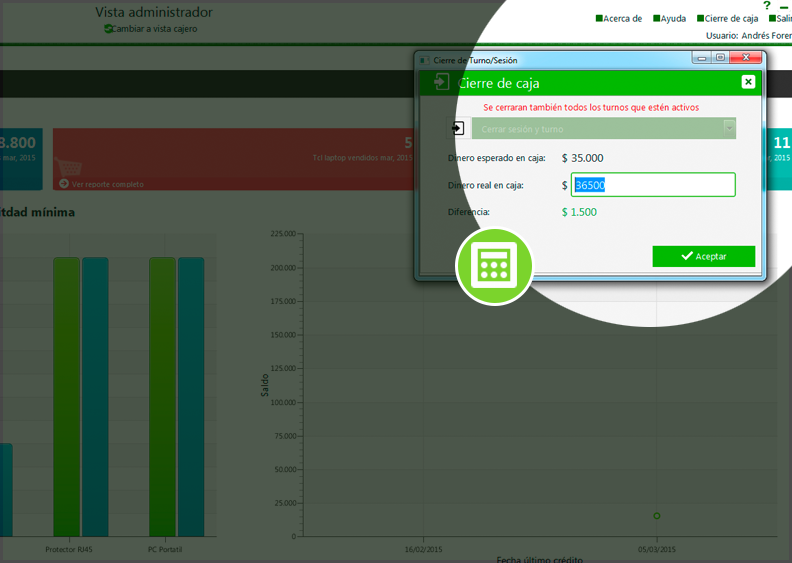 ?
Vista administrador
Cambiar a vista cajero
Acerca de Ayuda Cierre de caja Salir
Usuario: Andrés Forer
Cierre de Turno/Sesión
Cierre de caja
Se cerraran también todos los turnos que estén activos
Cerrar sesión y turno
Dinero esperado en caja: $ 35.000
Dinero real en caja: $ 36500
Diferencia: $ 1.500
Aceptar
8.800
mar, 2015
5
Tci laptop vendidos mar, 2015
Ver reporte completo
11
, 2015
tdad mínima
225.000
200.000
175.000
150.000
125.000
100.000
75.000
50.000
25.000
0
Saldo
Protector RJ45 PC Portatil
16/02/2015 05/03/2015
Fecha último crédito